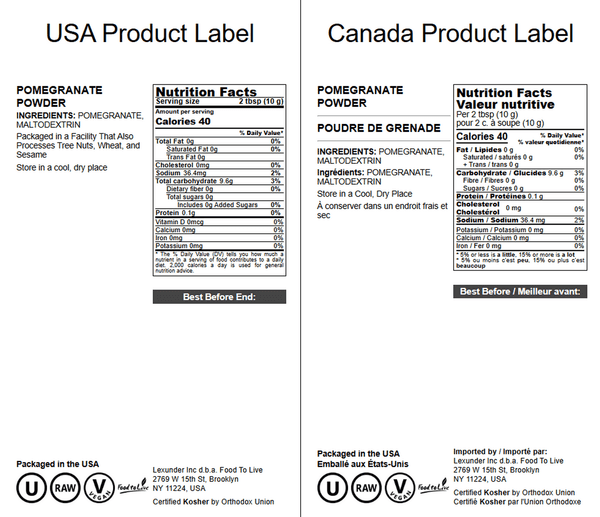 USA Product Label
POMEGRANATE
POWDER
INGREDIENTS: POMEGRANATE,
MALTODEXTRIN
Packaged in a Facility That Also
Processes Tree Nuts, Wheat, and
Sesame
Store in a cool, dry place
Nutrition Facts
Serving size 2 tbsp (10 g)
Amount per serving
Calories 40
% Daily Value*
Total Fat 0g 0%
Saturated Fat 0g 0%
Trans Fat 0g
Cholesterol 0mg 0%
Sodium 36.4mg 2%
Total carbohydrate 9.6g 3%
Dietary fiber 0g 0%
Total sugars 0g
Includes 0g Added Sugars 0%
Protein 0.1g 0%
Vitamin D 0mcg 0%
Calcium 0mg 0%
Iron 0mg 0%
Potassium 0mg 0%
* The % Daily Value (DV) tells you how much a
nutrient in a serving of food contributes to a daily
diet. 2,000 calories a day is used for general
nutrition advice.
Best Before End:
Packaged in the USA
U
RAW
V
VEGAN
Food to Live
Lexunder Inc d.b.a. Food To Live
2769 W 15th St, Brooklyn
NY 11224, USA
Certified Kosher by Orthodox Union
Canada Product Label
POMEGRANATE
POWDER
POUDRE DE GRENADE
INGREDIENTS: POMEGRANATE,
MALTODEXTRIN
Ingrédients: POMEGRANATE,
MALTODEXTRIN
Store in a Cool, Dry Place
À conserver dans un endroit frais et
sec
Nutrition Facts
Valeur nutritive
Per 2 tbsp (10 g)
pour 2 c. à soupe (10 g)
Calories 40
% Daily Value*
% valeur quotidienne*
Fat / Lipides 0 g 0%
Saturated / saturés 0 g 0%
+ Trans / trans 0 g
Carbohydrate / Glucides 9.6 g 3%
Fibre / Fibres 0 g 0%
Sugars / Sucres 0 g 0%
Protein / Protéines 0.1 g
Cholesterol
Cholestérol 0 mg 0%
Sodium / Sodium 36.4 mg 2%
Potassium / Potassium 0 mg 0%
Calcium / Calcium 0 mg 0%
Iron / Fer 0 mg 0%
* 5% or less is a little, 15% or more is a lot
* 5% ou moins c'est peu, 15% ou plus c'est
beaucoup
Best Before / Meilleur avant:
Packaged in the USA
Emballé aux États-Unis
U
RAW
V
VEGAN
Food to Live
Imported by / Importé par:
Lexunder Inc d.b.a. Food To Live
2769 W 15th St, Brooklyn
NY 11224, USA
Certified Kosher by Orthodox Union
Certifié Kosher par l'Union Orthodoxe